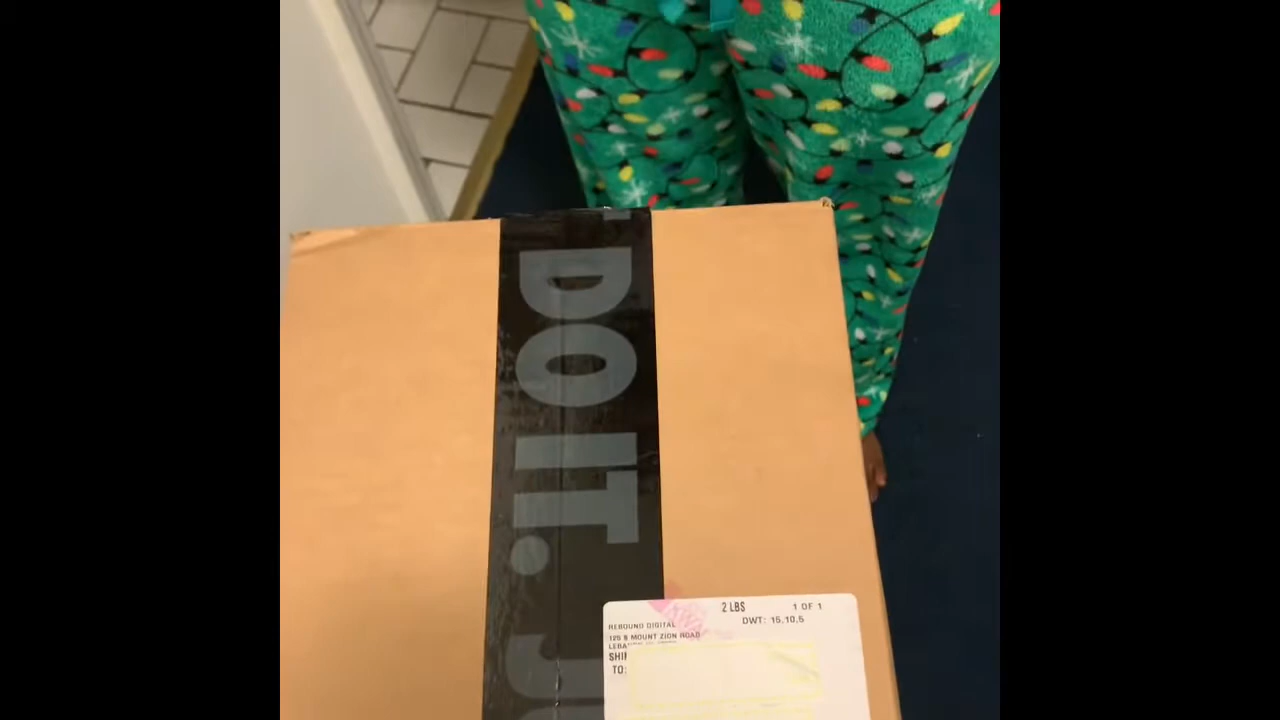 DO IT. J
2 LBS
1 OF 1
DWT: 15,10,5
REBOUND DIGITAL
125 S MOUNT ZION ROAD
TO: